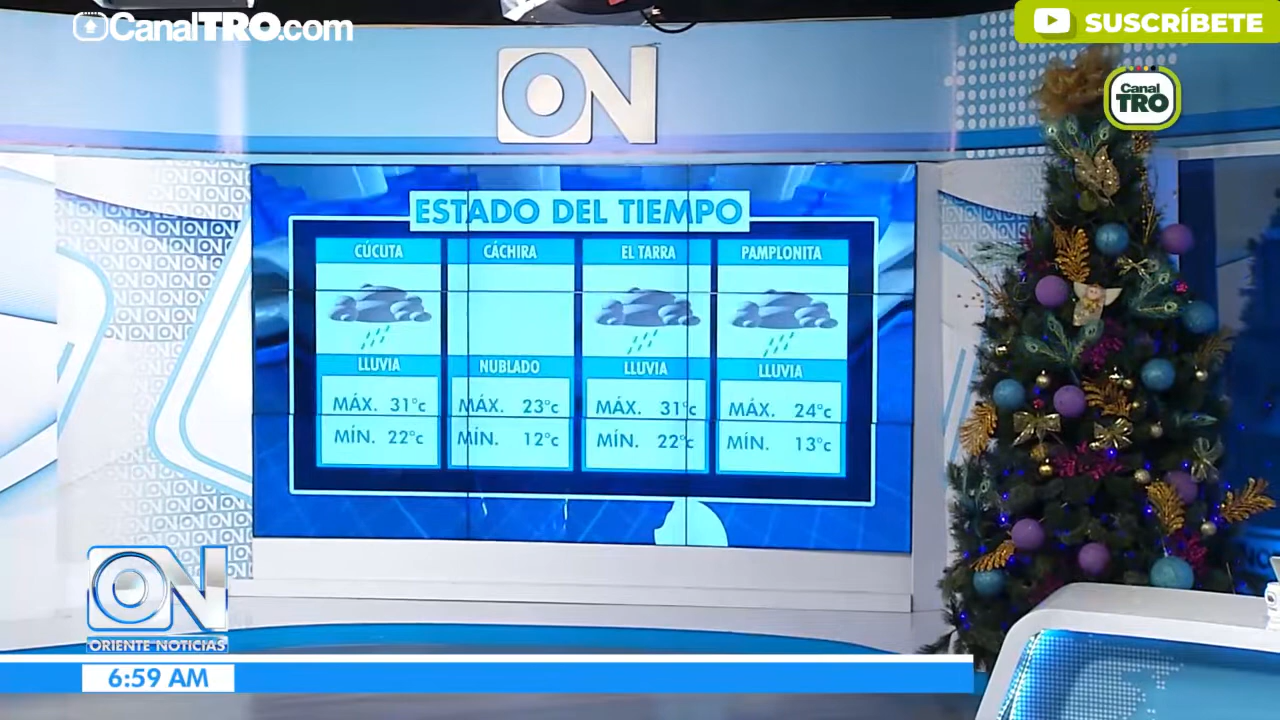 CanalTRO.com
SUSCRÍBETE
Canal
TRO
ON
ESTADO DEL TIEMPO
CÚCUTA CÁCHIRA EL TARRA PAMPLONITA
LLUVIA NUBLADO LLUVIA LLUVIA
MÁX. 31°c MÁX. 23°c MÁX. 31°c MÁX. 24°c
MÍN. 22°c MÍN. 12°c MÍN. 22°c MÍN. 13°c
ON
ORIENTE NOTICIAS
6:59 AM